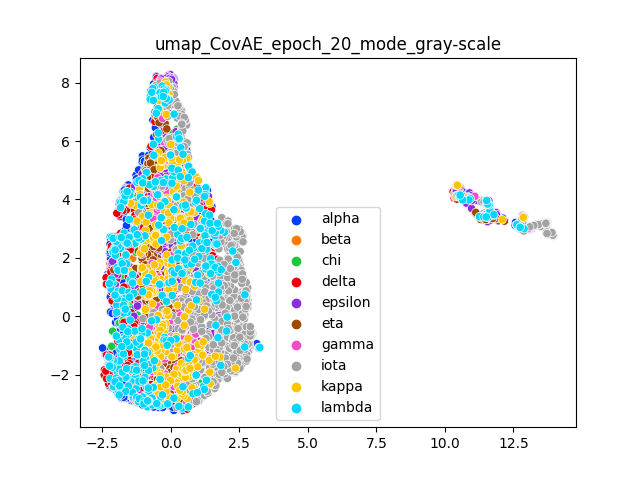 umap_CovAE_epoch_20_mode_gray-scale
8
6
4
2
0
−2
−2.5
0.0
2.5
5.0
7.5
10.0
12.5
alpha
beta
chi
delta
epsilon
eta
gamma
iota
kappa
lambda